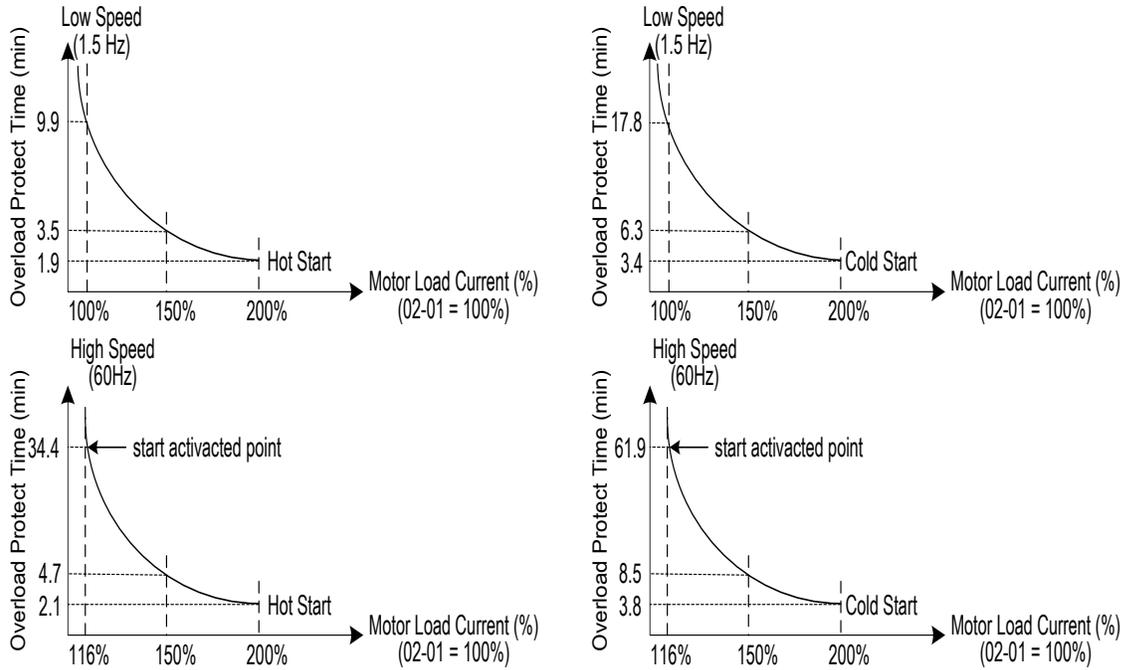 Low Speed
(1.5 Hz)
Overload Protect Time (min)
9.9
3.5
1.9
Hot Start
Motor Load Current (%)
(02-01 = 100%)
100%
150%
200%
Low Speed
(1.5 Hz)
Overload Protect Time (min)
17.8
6.3
3.4
Cold Start
Motor Load Current (%)
(02-01 = 100%)
100%
150%
200%
High Speed
(60Hz)
Overload Protect Time (min)
34.4
start activacted point
4.7
2.1
Hot Start
Motor Load Current (%)
(02-01 = 100%)
116%
150%
200%
High Speed
(60Hz)
Overload Protect Time (min)
61.9
start activacted point
8.5
3.8
Cold Start
Motor Load Current (%)
(02-01 = 100%)
116%
150%
200%